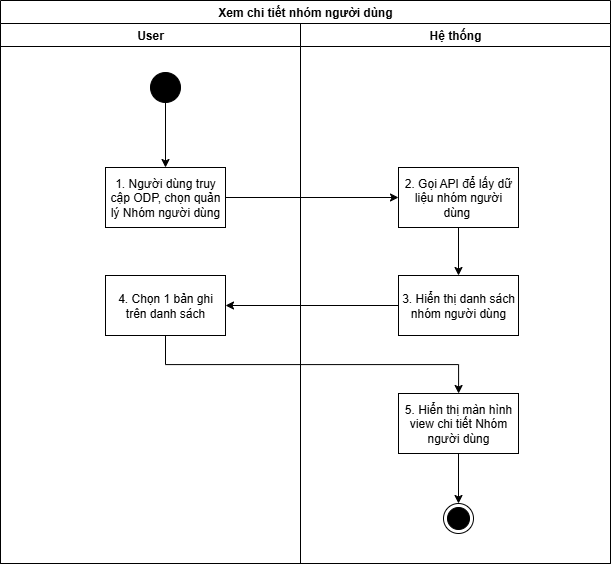 Xem chi tiết nhóm người dùng
User
Hệ thống
1. Người dùng truy
cập ODP, chọn quản
lý Nhóm người dùng
2. Gọi API để lấy dữ
liệu nhóm người
dùng
3. Hiển thị danh sách
nhóm người dùng
4. Chọn 1 bản ghi
trên danh sách
5. Hiển thị màn hình
view chi tiết Nhóm
người dùng